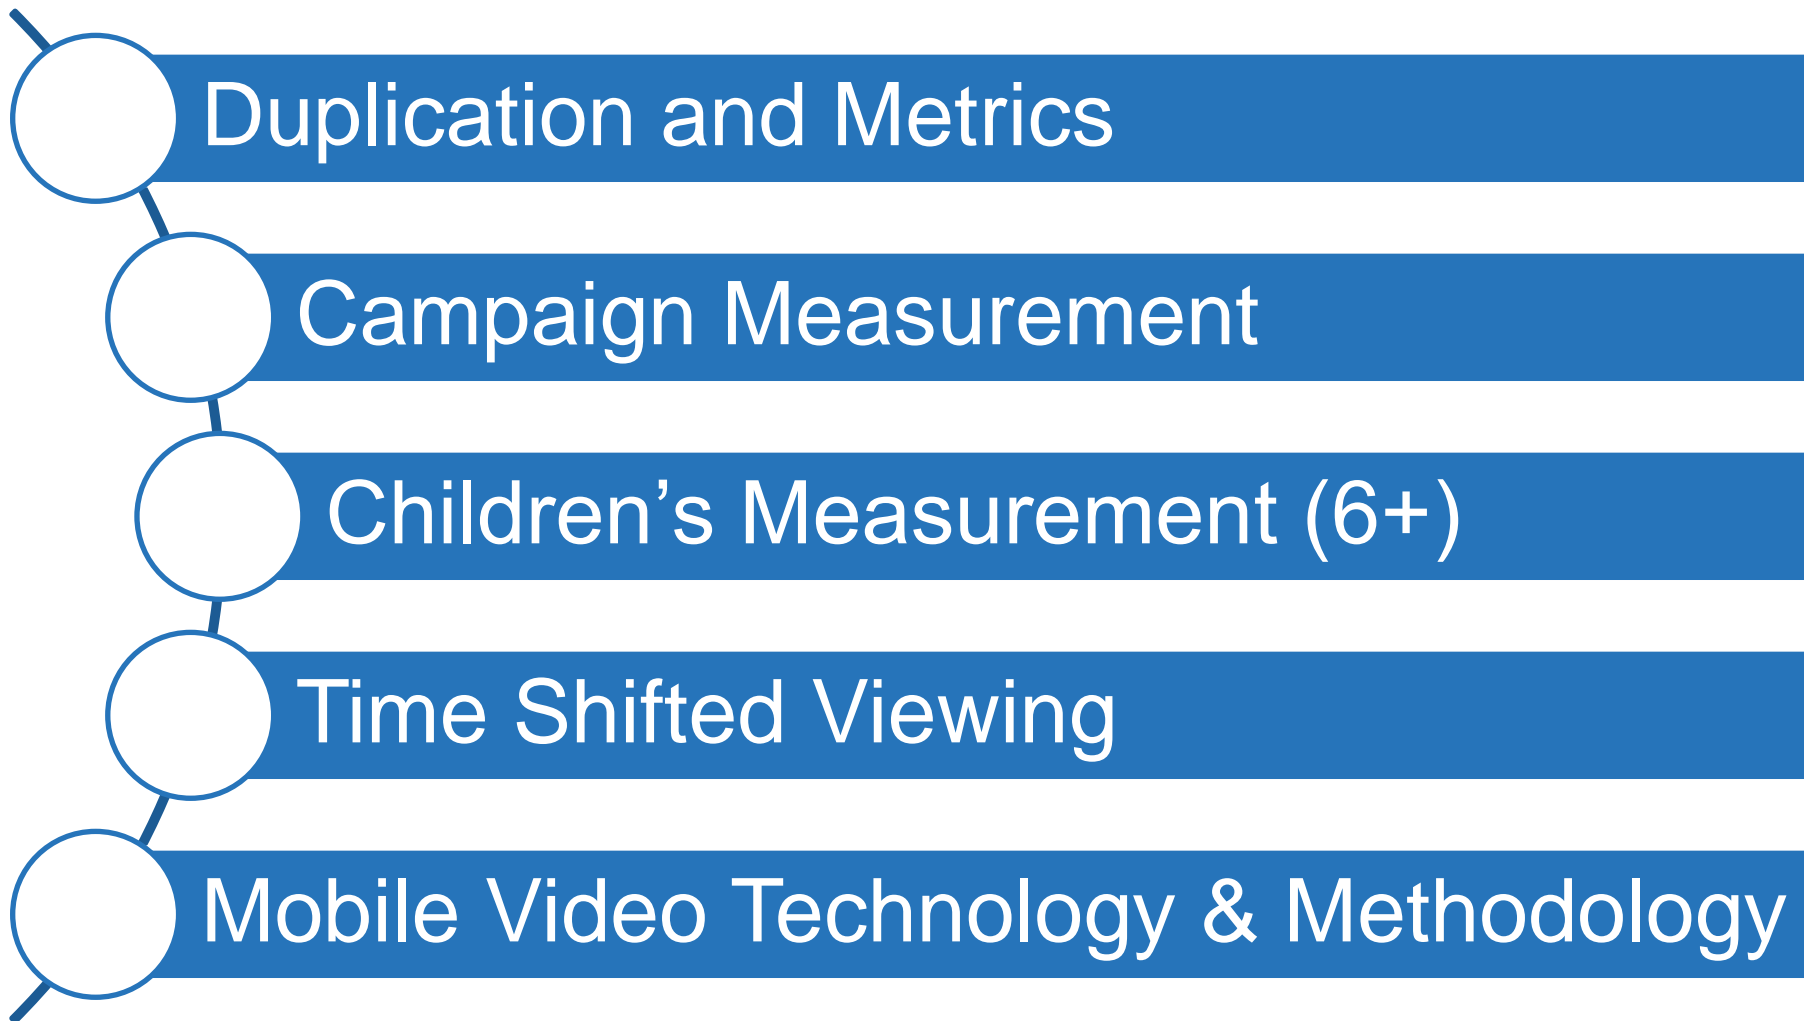 Duplication and Metrics
Campaign Measurement
Children’s Measurement (6+)
Time Shifted Viewing
Mobile Video Technology & Methodology